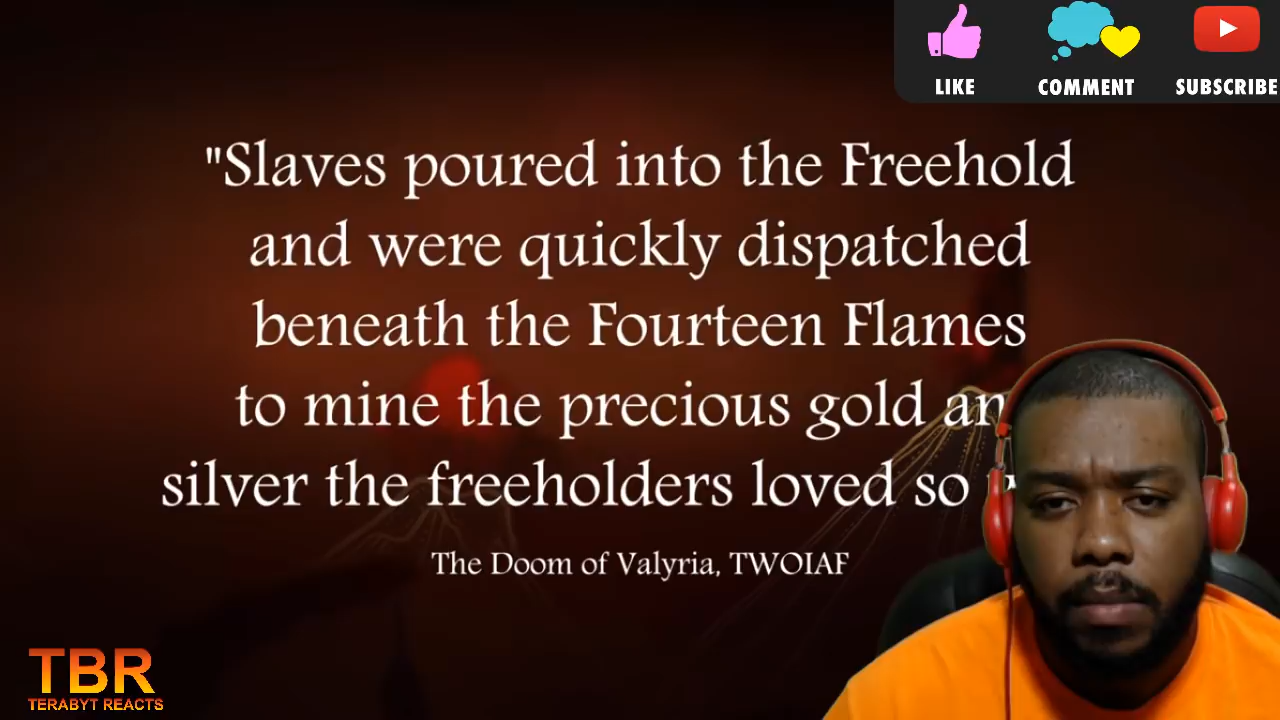 LIKE
COMMENT
SUBSCRIBE
"Slaves poured into the Freehold
and were quickly dispatched
beneath the Fourteen Flames
to mine the precious gold an
silver the freeholders loved so
The Doom of Valyria, TWOIAF
TBR
TERABYT REACTS